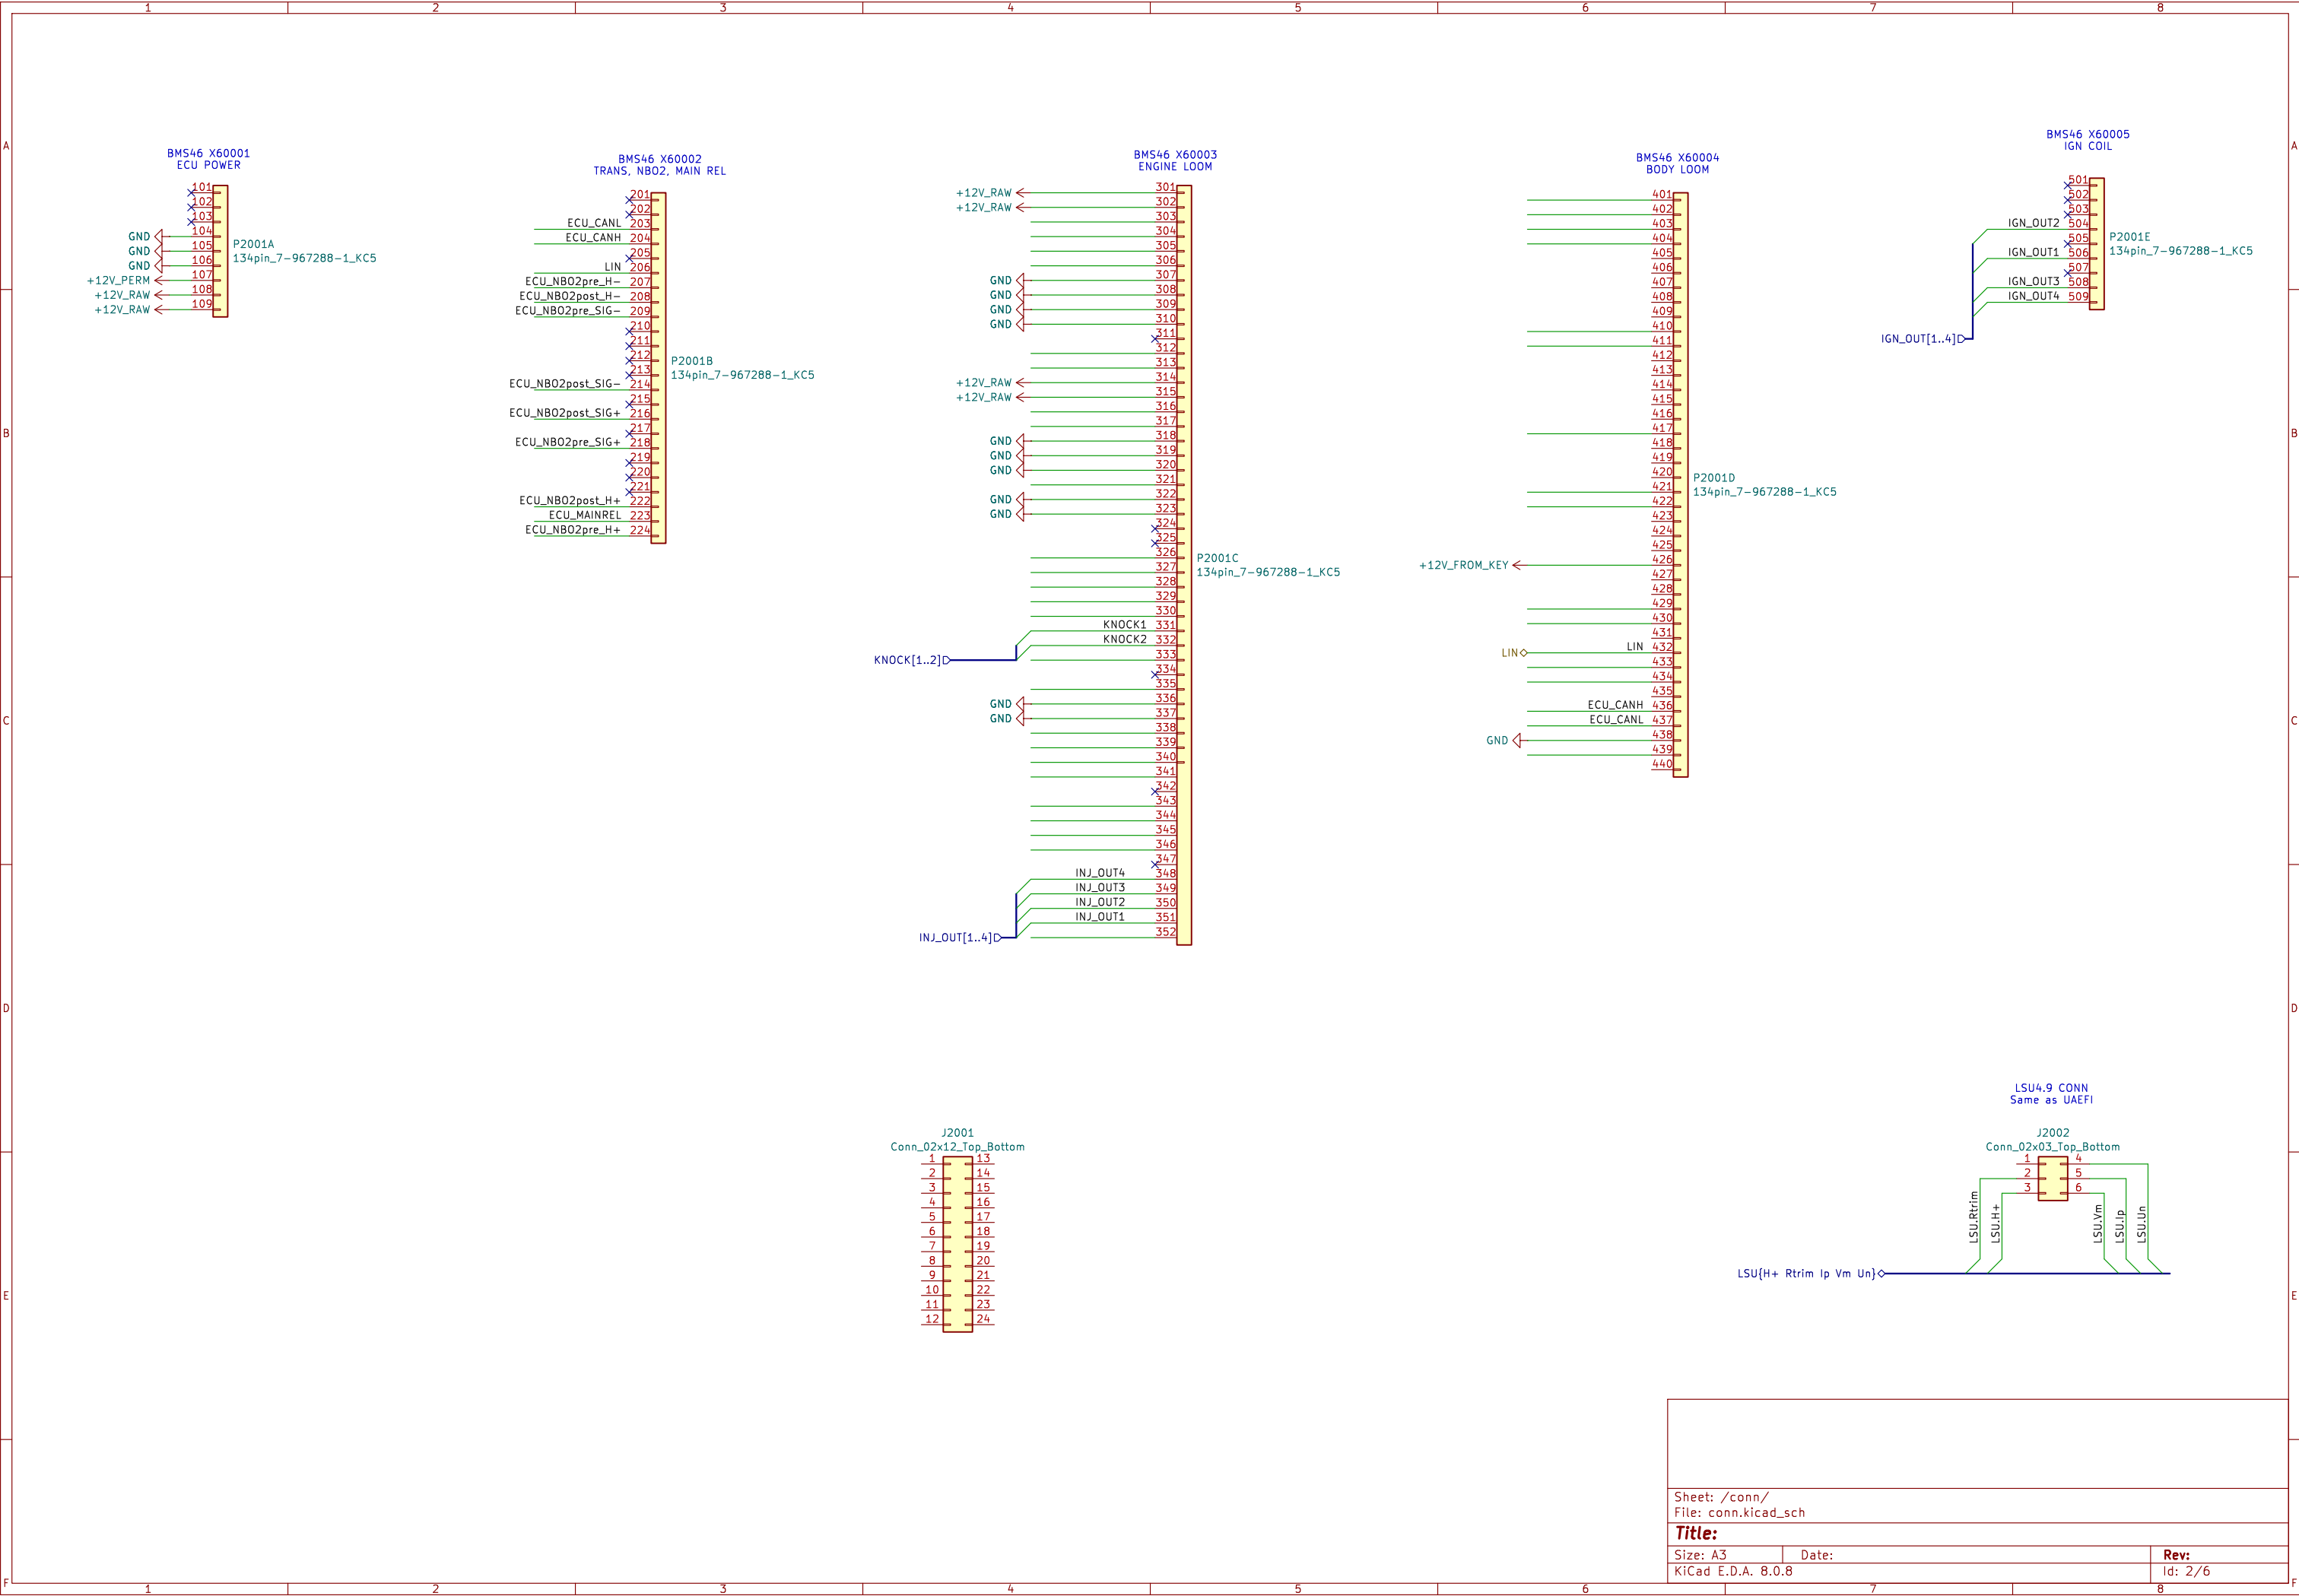 1 2 3 4 5 6 7 8
A
B
C
D
E
F
BMS46 X60001
ECU POWER
101
102
103
GND 104
GND 105
GND 106
+12V_PERM 107
+12V_RAW 108
+12V_RAW 109
P2001A
134pin_7-967288-1_KC5
BMS46 X60002
TRANS, NBO2, MAIN REL
201
202
ECU_CANL 203
ECU_CANH 204
205
LIN 206
ECU_NBO2pre_H- 207
ECU_NBO2post_H- 208
ECU_NBO2pre_SIG- 209
210
211
212
213
ECU_NBO2post_SIG- 214
215
ECU_NBO2post_SIG+ 216
217
ECU_NBO2pre_SIG+ 218
219
220
221
ECU_NBO2post_H+ 222
ECU_MAINREL 223
ECU_NBO2pre_H+ 224
P2001B
134pin_7-967288-1_KC5
BMS46 X60003
ENGINE LOOM
+12V_RAW 301
+12V_RAW 302
303
304
305
306
GND 307
GND 308
GND 309
GND 310
311
312
313
+12V_RAW 314
+12V_RAW 315
316
317
GND 318
GND 319
GND 320
321
GND 322
GND 323
324
325
326
327
328
329
330
KNOCK1 331
KNOCK2 332
KNOCK[1..2] 333
334
335
GND 336
GND 337
338
339
340
341
342
343
344
345
346
347
INJ_OUT4 348
INJ_OUT3 349
INJ_OUT2 350
INJ_OUT1 351
INJ_OUT[1..4] 352
P2001C
134pin_7-967288-1_KC5
BMS46 X60004
BODY LOOM
401
402
403
404
405
406
407
408
409
410
411
412
413
414
415
416
417
418
419
420
421
422
423
424
425
+12V_FROM_KEY 426
427
428
429
430
431
LIN LIN 432
433
434
435
ECU_CANH 436
ECU_CANL 437
GND 438
439
440
P2001D
134pin_7-967288-1_KC5
BMS46 X60005
IGN COIL
501
502
503
IGN_OUT2 504
505
IGN_OUT1 506
507
IGN_OUT3 508
IGN_OUT4 509
IGN_OUT[1..4]
P2001E
134pin_7-967288-1_KC5
J2001
Conn_02x12_Top_Bottom
1 13
2 14
3 15
4 16
5 17
6 18
7 19
8 20
9 21
10 22
11 23
12 24
LSU4.9 CONN
Same as UAEFI
J2002
Conn_02x03_Top_Bottom
1 4
2 5
3 6
LSU.Rtrim
LSU.H+
LSU.Vm
LSU.Ip
LSU.Un
LSU{H+ Rtrim Ip Vm Un}
Sheet: /conn/
File: conn.kicad_sch
Title:
Size: A3 Date: Rev:
KiCad E.D.A. 8.0.8 Id: 2/6
A
B
C
D
E
F
1 2 3 4 5 6 7 8